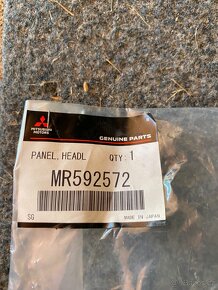 MITSUBISHI
MOTORS
GENUINE PARTS
PANEL, HEADL QTY: 1
MR592572
SG MADE IN JAPAN